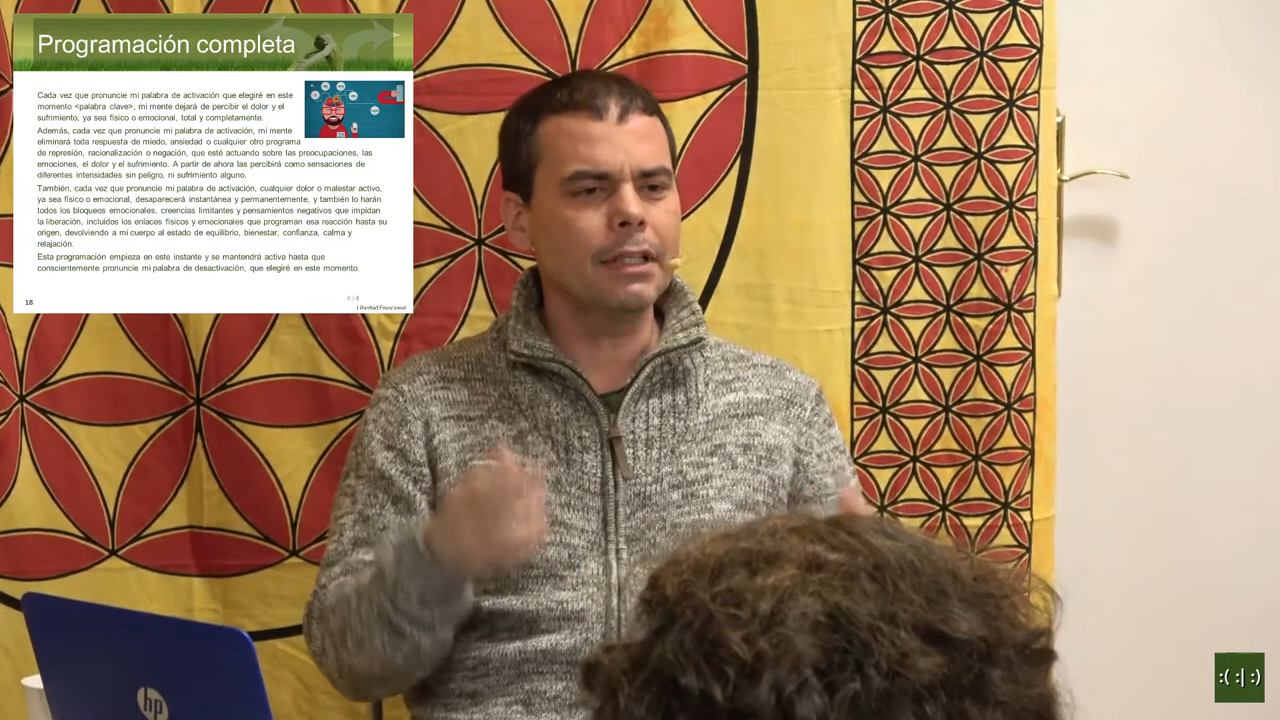 Programación completa
Cada vez que pronuncie mi palabra de activación que elegiré en este
momento <palabra clave>, mi mente dejará de percibir el dolor y el
sufrimiento, ya sea físico o emocional, total y completamente.
Además, cada vez que pronuncie mi palabra de activación, mi mente
eliminará toda respuesta de miedo, ansiedad o cualquier otro programa
de represión, racionalización o negación, que esté actuando sobre las preocupaciones, las
emociones, el dolor y el sufrimiento. A partir de ahora las percibirá como sensaciones de
diferentes intensidades sin peligro, ni sufrimiento alguno.
También, cada vez que pronuncie mi palabra de activación, cualquier dolor o malestar activo,
ya sea físico o emocional, desaparecerá instantánea y permanentemente, y también lo harán
todos los bloqueos emocionales, creencias limitantes y pensamientos negativos que impidan
la liberación, incluidos los enlaces físicos y emocionales que programan esa reacción hasta su
origen, devolviendo a mi cuerpo al estado de equilibrio, bienestar, confianza, calma y
relajación.
Esta programación empieza en este instante y se mantendrá activa hasta que
conscientemente pronuncie mi palabra de desactivación, que elegiré en este momento.
18
Libertad Emocional
hp
:( :| :)